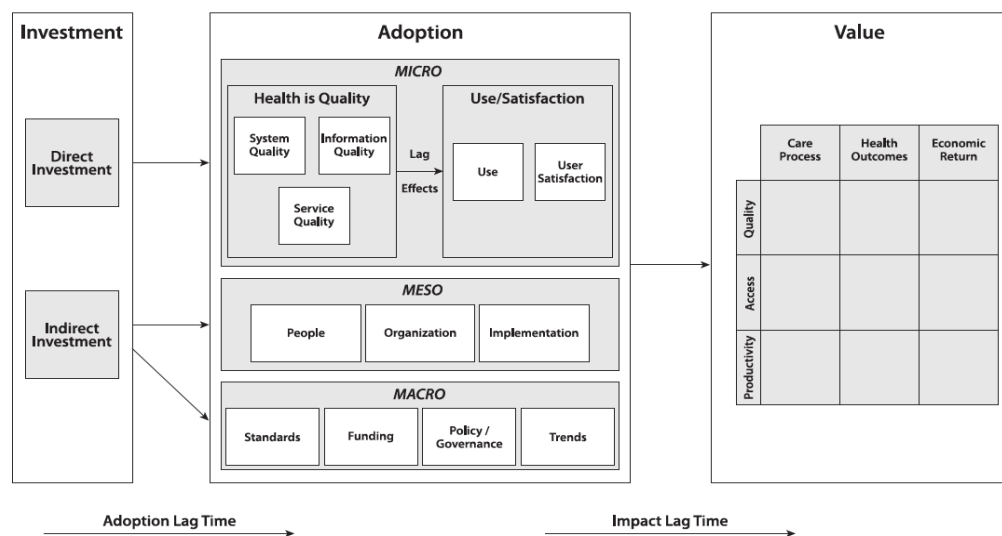 Investment
Direct
Investment
Indirect
Investment
Adoption
MICRO
Health is Quality
System
Quality
Information
Quality
Service
Quality
Lag
Effects
Use/Satisfaction
Use
User
Satisfaction
MESO
People
Organization
Implementation
MACRO
Standards
Funding
Policy /
Governance
Trends
Value
Care
Process
Health
Outcomes
Economic
Return
Quality
Access
Productivity
Adoption Lag Time
Impact Lag Time